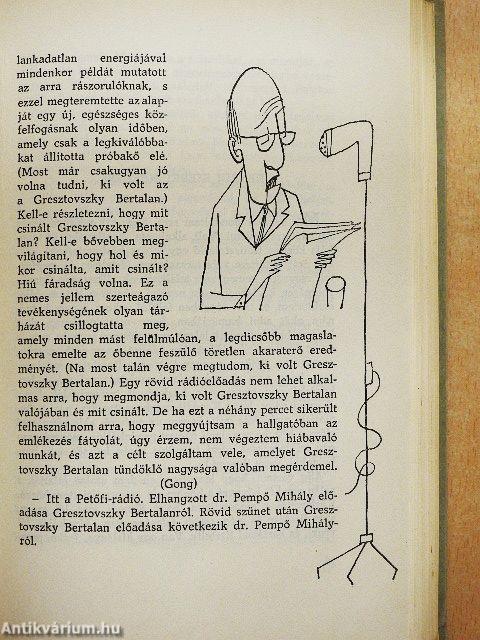 lankadatlan energiájával
mindenkor példát mutatott
az arra rászorulóknak, s
ezzel megteremtette az alap-
ját egy új, egészséges köz-
felfogásnak olyan időben,
amely csak a legkiválóbba-
kat állította próbakő elé.
(Most már csakugyan jó
volna tudni, ki volt az
a Gresztovszky Bertalan.)
Kell-e részletezni, hogy mit
csinált Gresztovszky Berta-
lan? Kell-e bővebben meg-
világítani, hogy hol és mi-
kor csinálta, amit csinált?
Hiú fáradság volna. Ez a
nemes jellem szerteágazó
tevékenységének olyan tár-
házát csillogtatta meg,
amely minden mást felülmúlóan, a legdicsőbb magasla-
tokra emelte az őbenne feszülő töretlen akaraterő ered-
ményét. (Na most talán végre megtudom, ki volt Gresz-
tovszky Bertalan.) Egy rövid rádióelőadás nem lehet alkal-
mas arra, hogy megmondja, ki volt Gresztovszky Bertalan
valójában és mit csinált. De ha ezt a néhány percet sikerült
felhasználnom arra, hogy meggyújtsam a hallgatóban az
emlékezés fátyolát, úgy érzem, nem végeztem hiábavaló
munkát, és azt a célt szolgáltam vele, amelyet Gresz-
tovszky Bertalan tündöklő nagysága valóban megérdemel.
(Gong)
– Itt a Petőfi-rádió. Elhangzott dr. Pempő Mihály elő-
adása Gresztovszky Bertalanról. Rövid szünet után Gresz-
tovszky Bertalan előadása következik dr. Pempő Mihály-
ról.
Antikvárium.hu